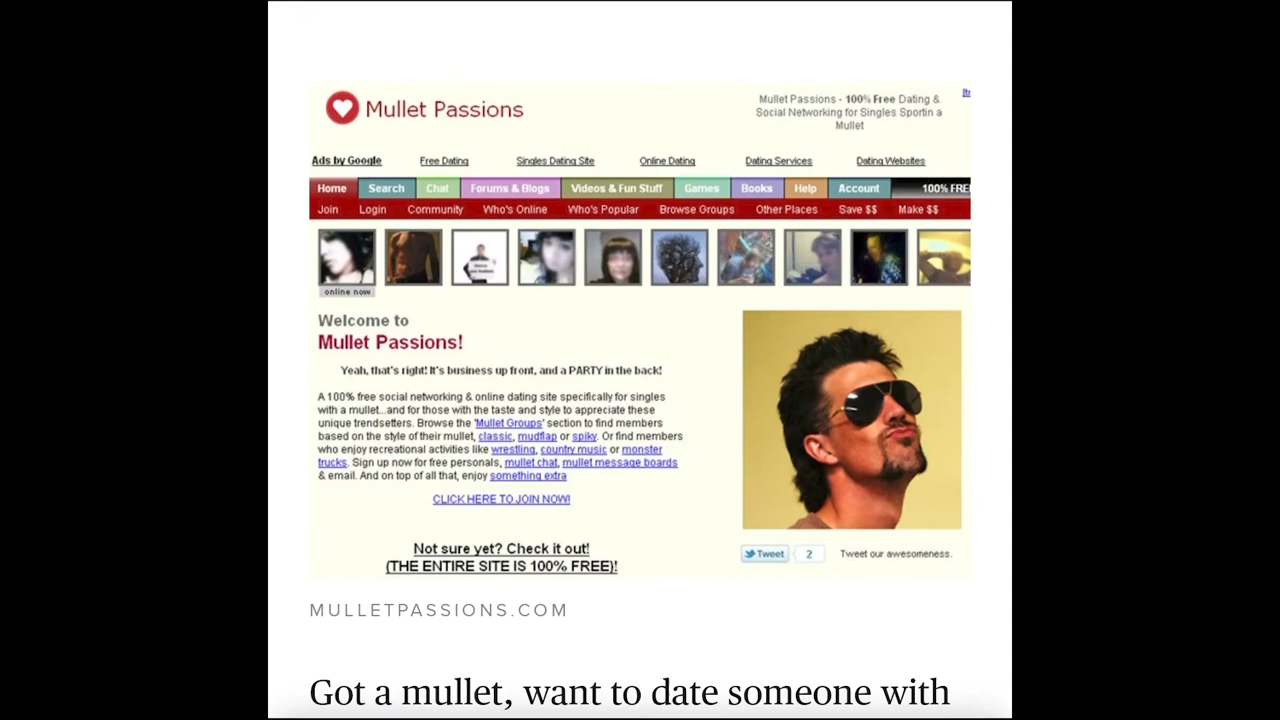 Mullet Passions
Mullet Passions - 100% Free Dating &
Social Networking for Singles Sportin a
Mullet
Ads by Google Free Dating Singles Dating Site Online Dating Dating Services Dating Websites
Home Search Chat Forums & Blogs Videos & Fun Stuff Games Books Help Account 100% FREE
Join Login Community Who's Online Who's Popular Browse Groups Other Places Save $$ Make $$
online now
Welcome to
Mullet Passions!
Yeah, that's right! It's business up front, and a PARTY in the back!
A 100% free social networking & online dating site specifically for singles
with a mullet...and for those with the taste and style to appreciate these
unique trendsetters. Browse the 'Mullet Groups' section to find members
based on the style of their mullet, classic, mudflap or spiky. Or find members
who enjoy recreational activities like wrestling, country music or monster
trucks. Sign up now for free personals, mullet chat, mullet message boards
& email. And on top of all that, enjoy something extra
CLICK HERE TO JOIN NOW!
Not sure yet? Check it out!
(THE ENTIRE SITE IS 100% FREE)!
Tweet 2 Tweet our awesomeness.
MULLETPASSIONS.COM
Got a mullet, want to date someone with